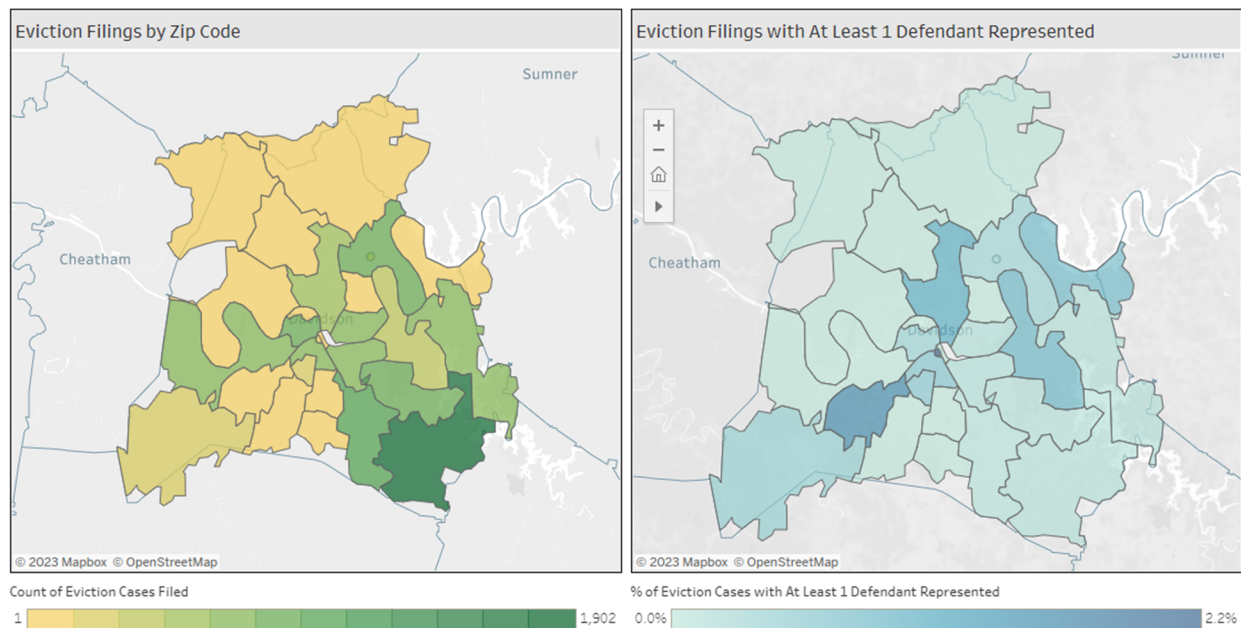 Eviction Filings by Zip Code
Sumner
Cheatham
Davidson
© 2023 Mapbox © OpenStreetMap
Count of Eviction Cases Filed
1
1,902
Eviction Filings with At Least 1 Defendant Represented
Sumner
+
−
Cheatham
Davidson
© 2023 Mapbox © OpenStreetMap
% of Eviction Cases with At Least 1 Defendant Represented
0.0%
2.2%